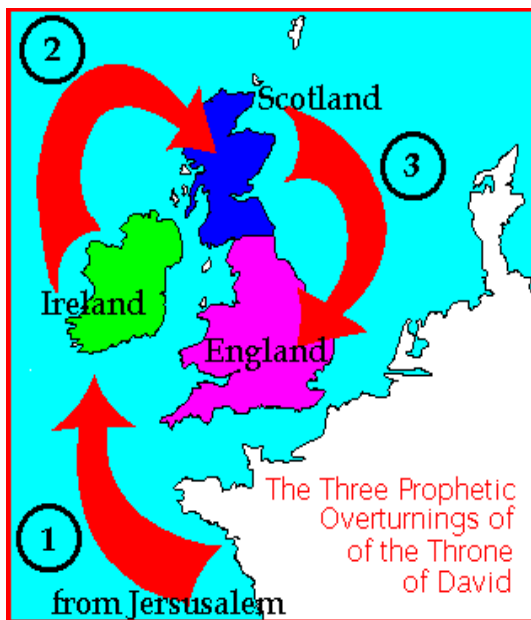 2
Scotland
3
Ireland
England
The Three Prophetic
Overturnings of
of the Throne
of David
1
from Jersusalem